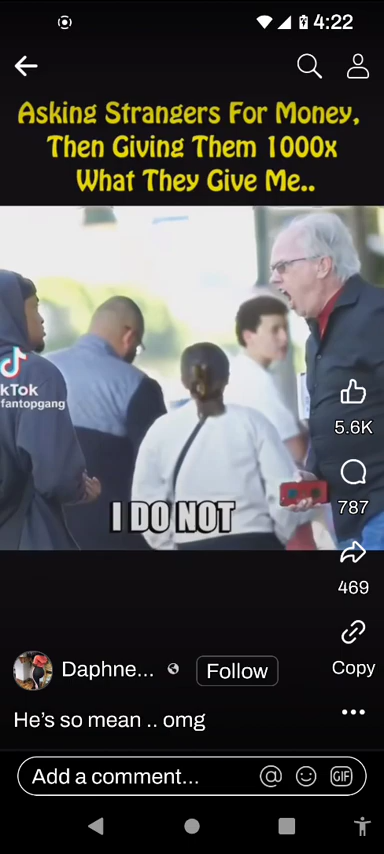 4:22
Asking Strangers For Money,
Then Giving Them 1000x
What They Give Me..
kTok
fantopgang
5.6K
787
I DO NOT
469
Daphne...
Follow
Copy
He's so mean .. omg
Add a comment...
GIF